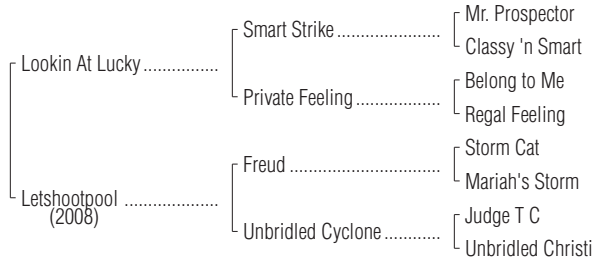 Mr. Prospector
Smart Strike .......................
Classy 'n Smart
Lookin At Lucky ................
Belong to Me
Private Feeling ..................
Regal Feeling
Storm Cat
Freud ................................
Mariah's Storm
Letshootpool ....................
(2008)
Judge T C
Unbridled Cyclone ............
Unbridled Christi